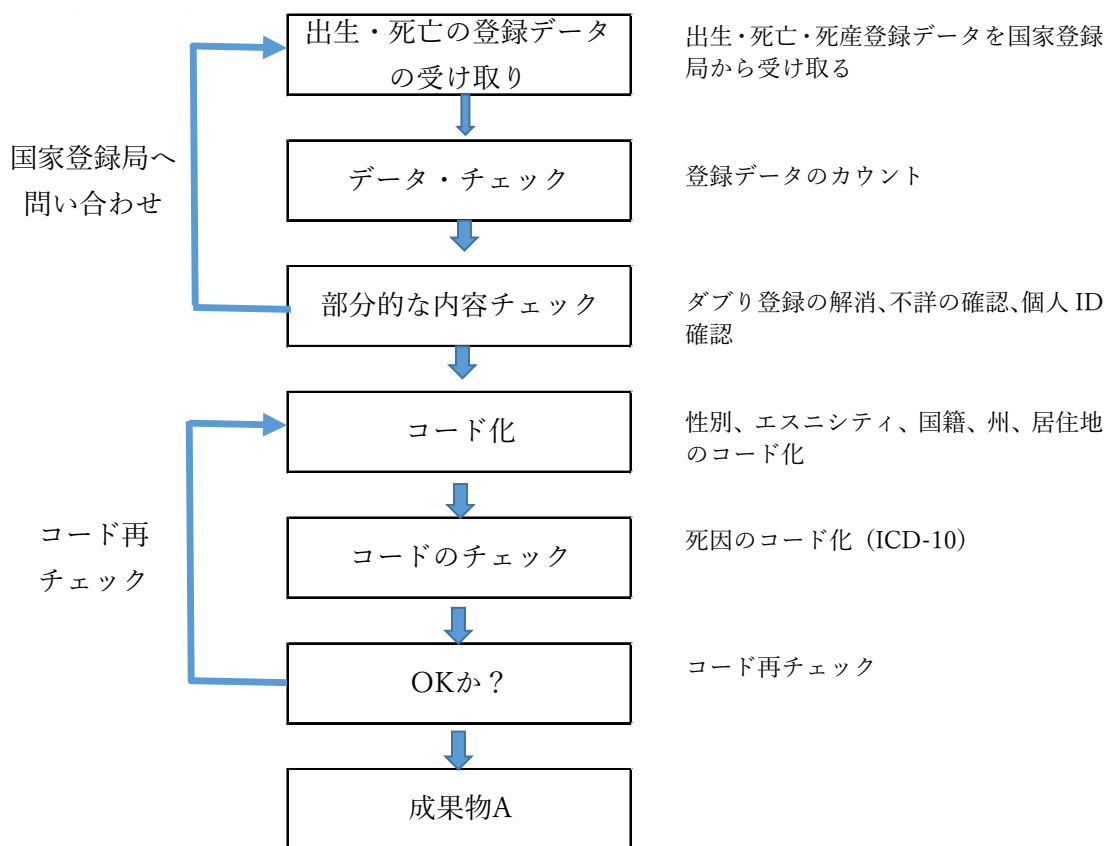 出生・死亡の登録データ
の受け取り
出生・死亡・死産登録データを国家登録
局から受け取る
国家登録局へ
問い合わせ
データ・チェック
登録データのカウント
部分的な内容チェック
ダブり登録の解消、不詳の確認、個人 ID
確認
コード化
性別、エスニシティ、国籍、州、居住地
のコード化
コード再
チェック
コードのチェック
死因のコード化（ICD-10）
OKか？
コード再チェック
成果物A